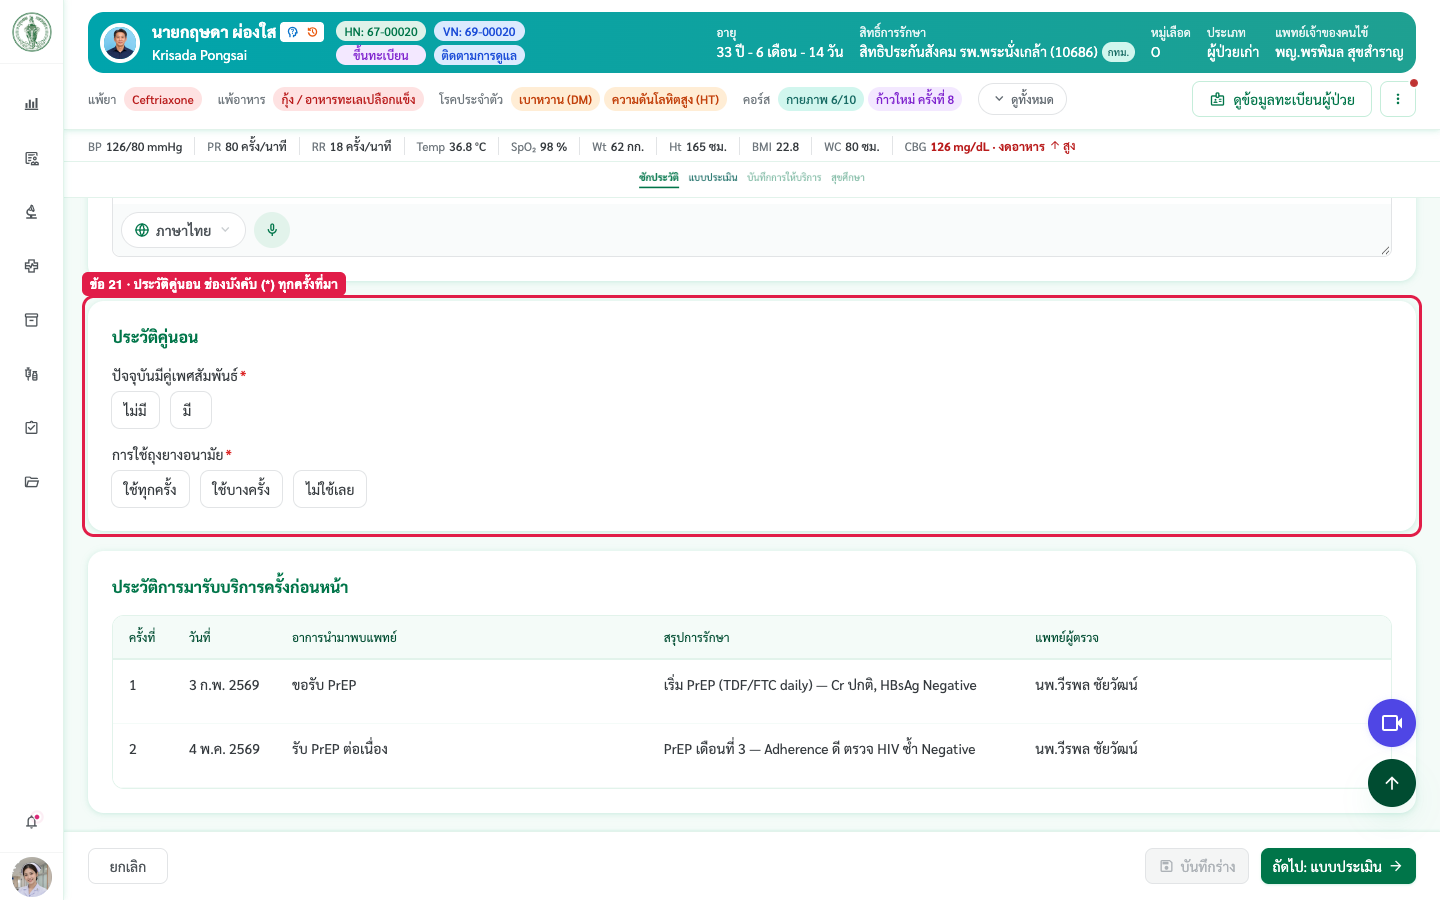 นายกฤษดา ผ่องใส
Krisada Pongsai
HN: 67-00020
VN: 69-00020
ขึ้นทะเบียน
ติดตามการดูแล
อายุ
33 ปี - 6 เดือน - 14 วัน
สิทธิ์การรักษา
สิทธิประกันสังคม รพ.พระนั่งเกล้า (10686) กทม.
หมู่เลือด
O
ประเภท
ผู้ป่วยเก่า
แพทย์เจ้าของคนไข้
พญ.พรพิมล สุขสำราญ
แพ้ยา Ceftriaxone แพ้อาหาร กุ้ง / อาหารทะเลเปลือกแข็ง โรคประจำตัว เบาหวาน (DM) ความดันโลหิตสูง (HT) คอร์ส กายภาพ 6/10 ก้าวใหม่ ครั้งที่ 8 ดูทั้งหมด
ดูข้อมูลทะเบียนผู้ป่วย
BP 126/80 mmHg PR 80 ครั้ง/นาที RR 18 ครั้ง/นาที Temp 36.8 °C SpO₂ 98 % Wt 62 กก. Ht 165 ซม. BMI 22.8 WC 80 ซม. CBG 126 mg/dL · งดอาหาร ↑ สูง
ซักประวัติ แบบประเมิน บันทึกการให้บริการ สุขศึกษา
ภาษาไทย
ข้อ 21 · ประวัติคู่นอน ช่องบังคับ (*) ทุกครั้งที่มา
ประวัติคู่นอน
ปัจจุบันมีคู่เพศสัมพันธ์ *
ไม่มี มี
การใช้ถุงยางอนามัย *
ใช้ทุกครั้ง ใช้บางครั้ง ไม่ใช้เลย
ประวัติการมารับบริการครั้งก่อนหน้า
ครั้งที่ วันที่ อาการนำมาพบแพทย์ สรุปการรักษา แพทย์ผู้ตรวจ
1 3 ก.พ. 2569 ขอรับ PrEP เริ่ม PrEP (TDF/FTC daily) — Cr ปกติ, HBsAg Negative นพ.วีรพล ชัยวัฒน์
2 4 พ.ค. 2569 รับ PrEP ต่อเนื่อง PrEP เดือนที่ 3 — Adherence ดี ตรวจ HIV ซ้ำ Negative นพ.วีรพล ชัยวัฒน์
ยกเลิก
บันทึกร่าง
ถัดไป: แบบประเมิน →